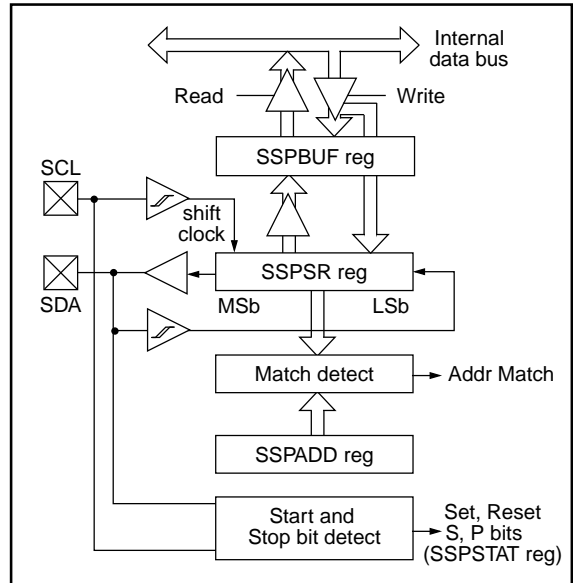 Internal
data bus
Read
Write
SSPBUF reg
SCL
shift
clock
SSPSR reg
SDA
MSb
LSb
Match detect
Addr Match
SSPADD reg
Start and
Stop bit detect
Set, Reset
S, P bits
(SSPSTAT reg)